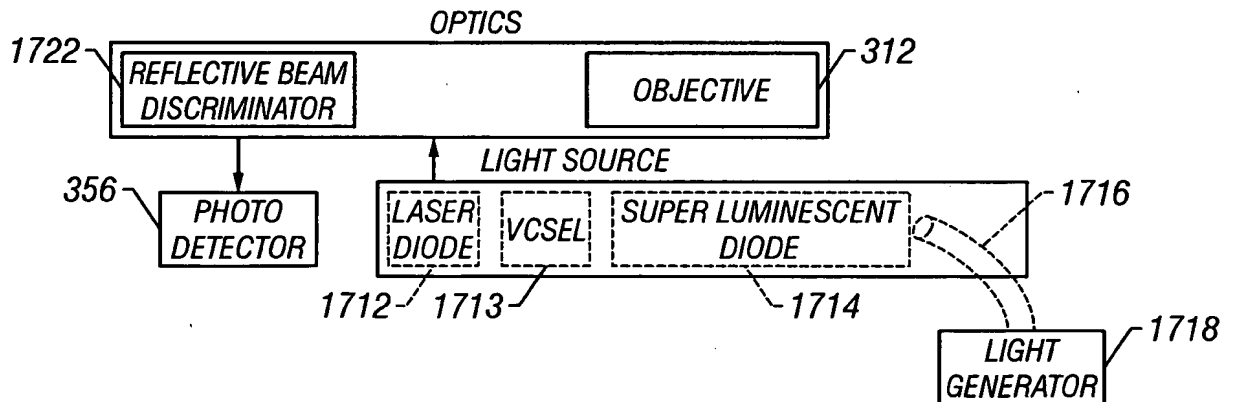 OPTICS
1722
REFLECTIVE BEAM
DISCRIMINATOR
OBJECTIVE
312
LIGHT SOURCE
356
PHOTO
DETECTOR
LASER
DIODE
VCSEL
SUPER LUMINESCENT
DIODE
1716
1712
1713
1714
LIGHT
GENERATOR
1718